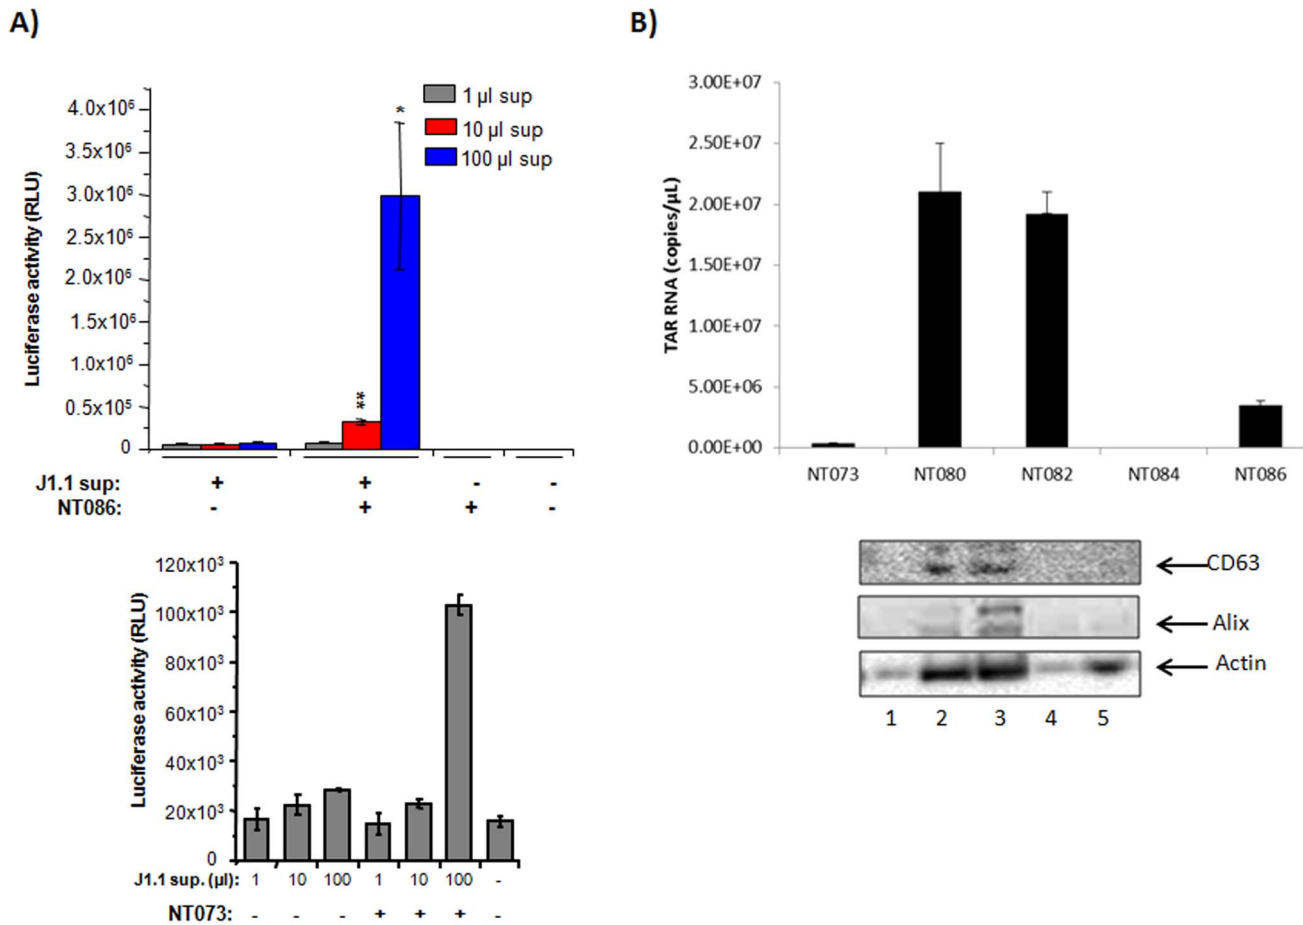 A)
4.0x10⁶
3.5x10⁶
3.0x10⁶
2.5x10⁶
2.0x10⁶
1.5x10⁶
1.0x10⁶
0.5x10⁵
0
Luciferase activity (RLU)
1 µl sup
10 µl sup
100 µl sup
*
**
J1.1 sup: + + - -
NT086: - + + -
120x10³
100x10³
80x10³
60x10³
40x10³
20x10³
0
Luciferase activity (RLU)
J1.1 sup. (µl): 1 10 100 1 10 100 -
NT073: - - - + + + -
B)
3.00E+07
2.50E+07
2.00E+07
1.50E+07
1.00E+07
5.00E+06
0.00E+00
TAR RNA (copies/µL)
NT073 NT080 NT082 NT084 NT086
CD63
Alix
Actin
1 2 3 4 5